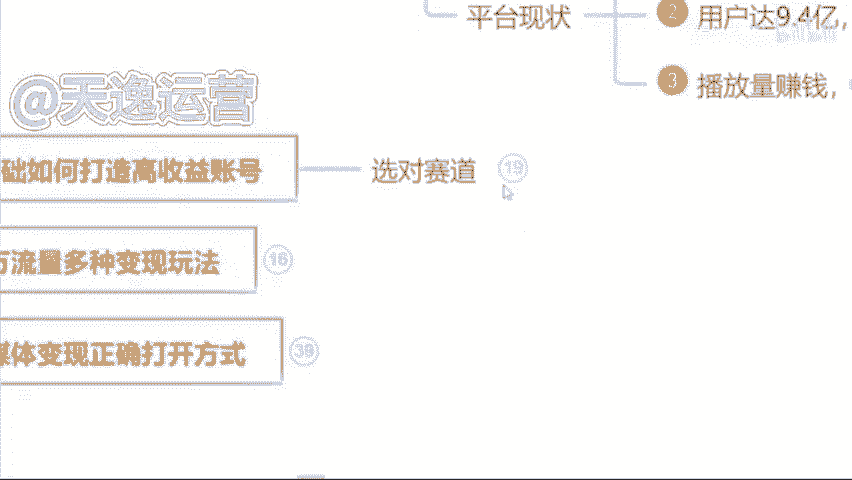 平台现状
2 用户达9.4亿,
3 播放量赚钱,
@天逸运营
础如何打造高收益账号
选对赛道 19
万流量多种变现玩法 16
媒体变现正确打开方式 39